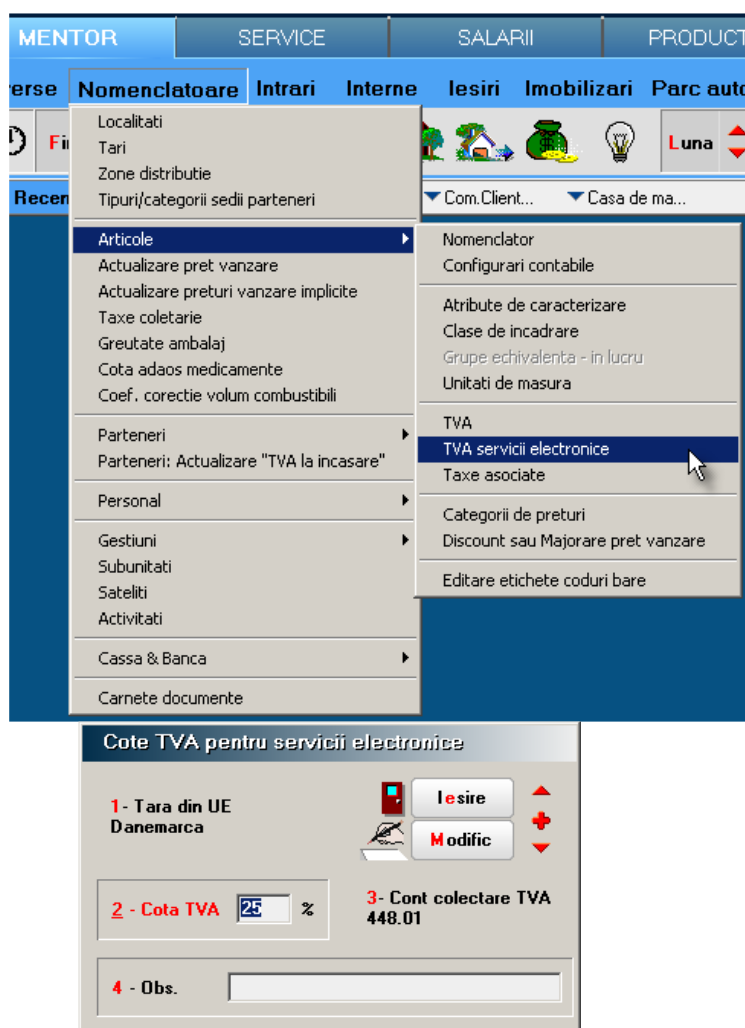 MENTOR SERVICE SALARII PRODUCT
erse Nomenclatoare Intrari Interne Iesiri Imobilizari Parc auto
Fi Luna
Recen Com.Client... Casa de ma...
Localitati
Tari
Zone distributie
Tipuri/categorii sedii parteneri
Articole
Actualizare pret vanzare
Actualizare preturi vanzare implicite
Taxe coletarie
Greutate ambalaj
Cota adaos medicamente
Coef. corectie volum combustibili
Parteneri
Parteneri: Actualizare "TVA la incasare"
Personal
Gestiuni
Subunitati
Sateliti
Activitati
Cassa & Banca
Carnete documente
Nomenclator
Configurari contabile
Atribute de caracterizare
Clase de incadrare
Grupe echivalenta - in lucru
Unitati de masura
TVA
TVA servicii electronice
Taxe asociate
Categorii de preturi
Discount sau Majorare pret vanzare
Editare etichete coduri bare
Cote TVA pentru servicii electronice
1- Tara din UE
Danemarca
Iesire
Modific
2 - Cota TVA 25 %
3- Cont colectare TVA
448.01
4 - Obs.